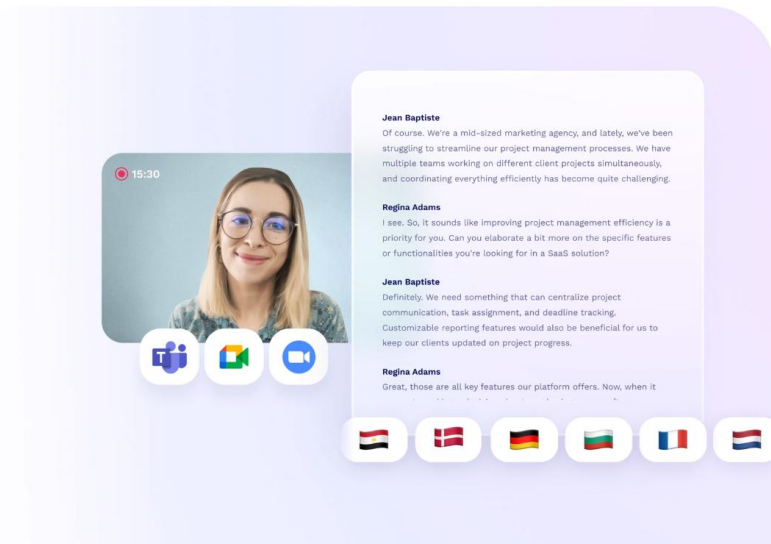 15:30
Jean Baptiste
Of course. We're a mid-sized marketing agency, and lately, we've been
struggling to streamline our project management processes. We have
multiple teams working on different client projects simultaneously,
and coordinating everything efficiently has become quite challenging.
Regina Adams
I see. So, it sounds like improving project management efficiency is a
priority for you. Can you elaborate a bit more on the specific features
or functionalities you're looking for in a SaaS solution?
Jean Baptiste
Definitely. We need something that can centralize project
communication, task assignment, and deadline tracking.
Customizable reporting features would also be beneficial for us to
keep our clients updated on project progress.
Regina Adams
Great, those are all key features our platform offers. Now, when it
T